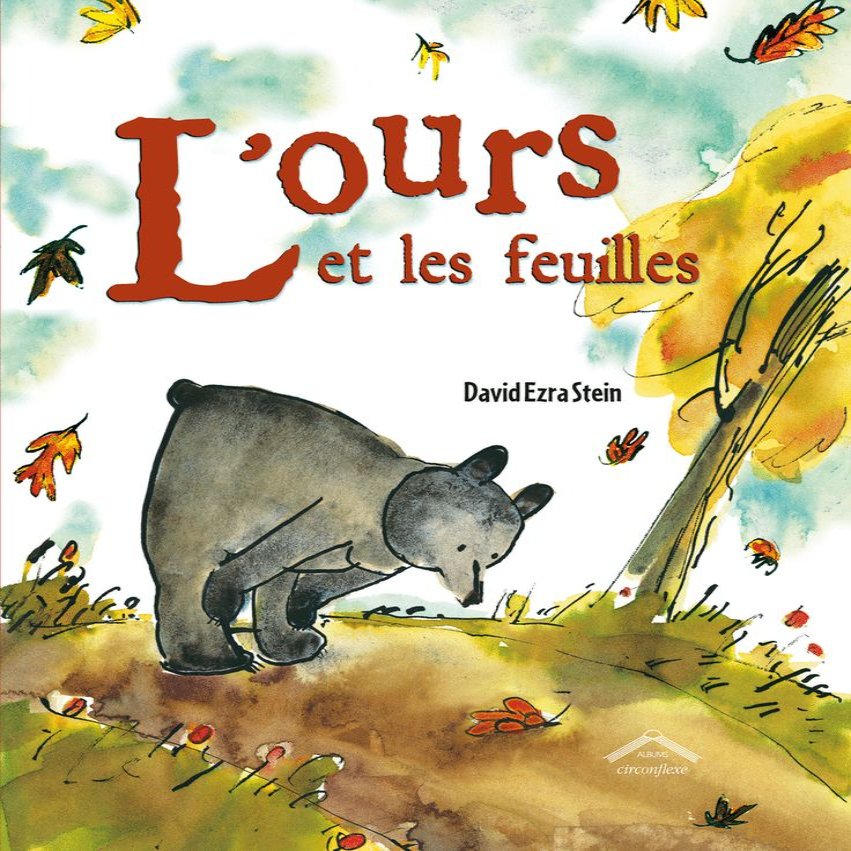 L'ours
et les feuilles
David Ezra Stein
ALBUMS
circonflexe